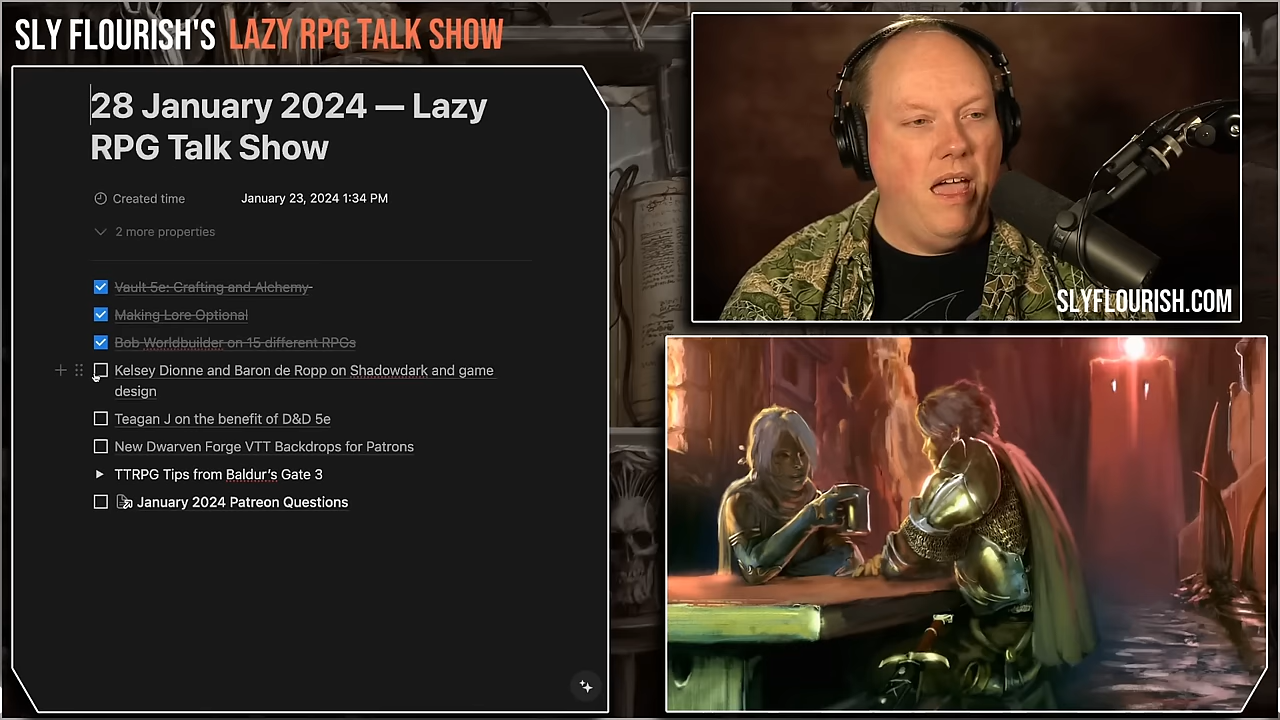 SLY FLOURISH'S LAZY RPG TALK SHOW
28 January 2024 — Lazy
RPG Talk Show
Created time January 23, 2024 1:34 PM
2 more properties
Vault 5e: Crafting and Alchemy
Making Lore Optional
Bob Worldbuilder on 15 different RPGs
Kelsey Dionne and Baron de Ropp on Shadowdark and game
design
Teagan J on the benefit of D&D 5e
New Dwarven Forge VTT Backdrops for Patrons
TTRPG Tips from Baldur's Gate 3
January 2024 Patreon Questions
SLYFLOURISH.COM